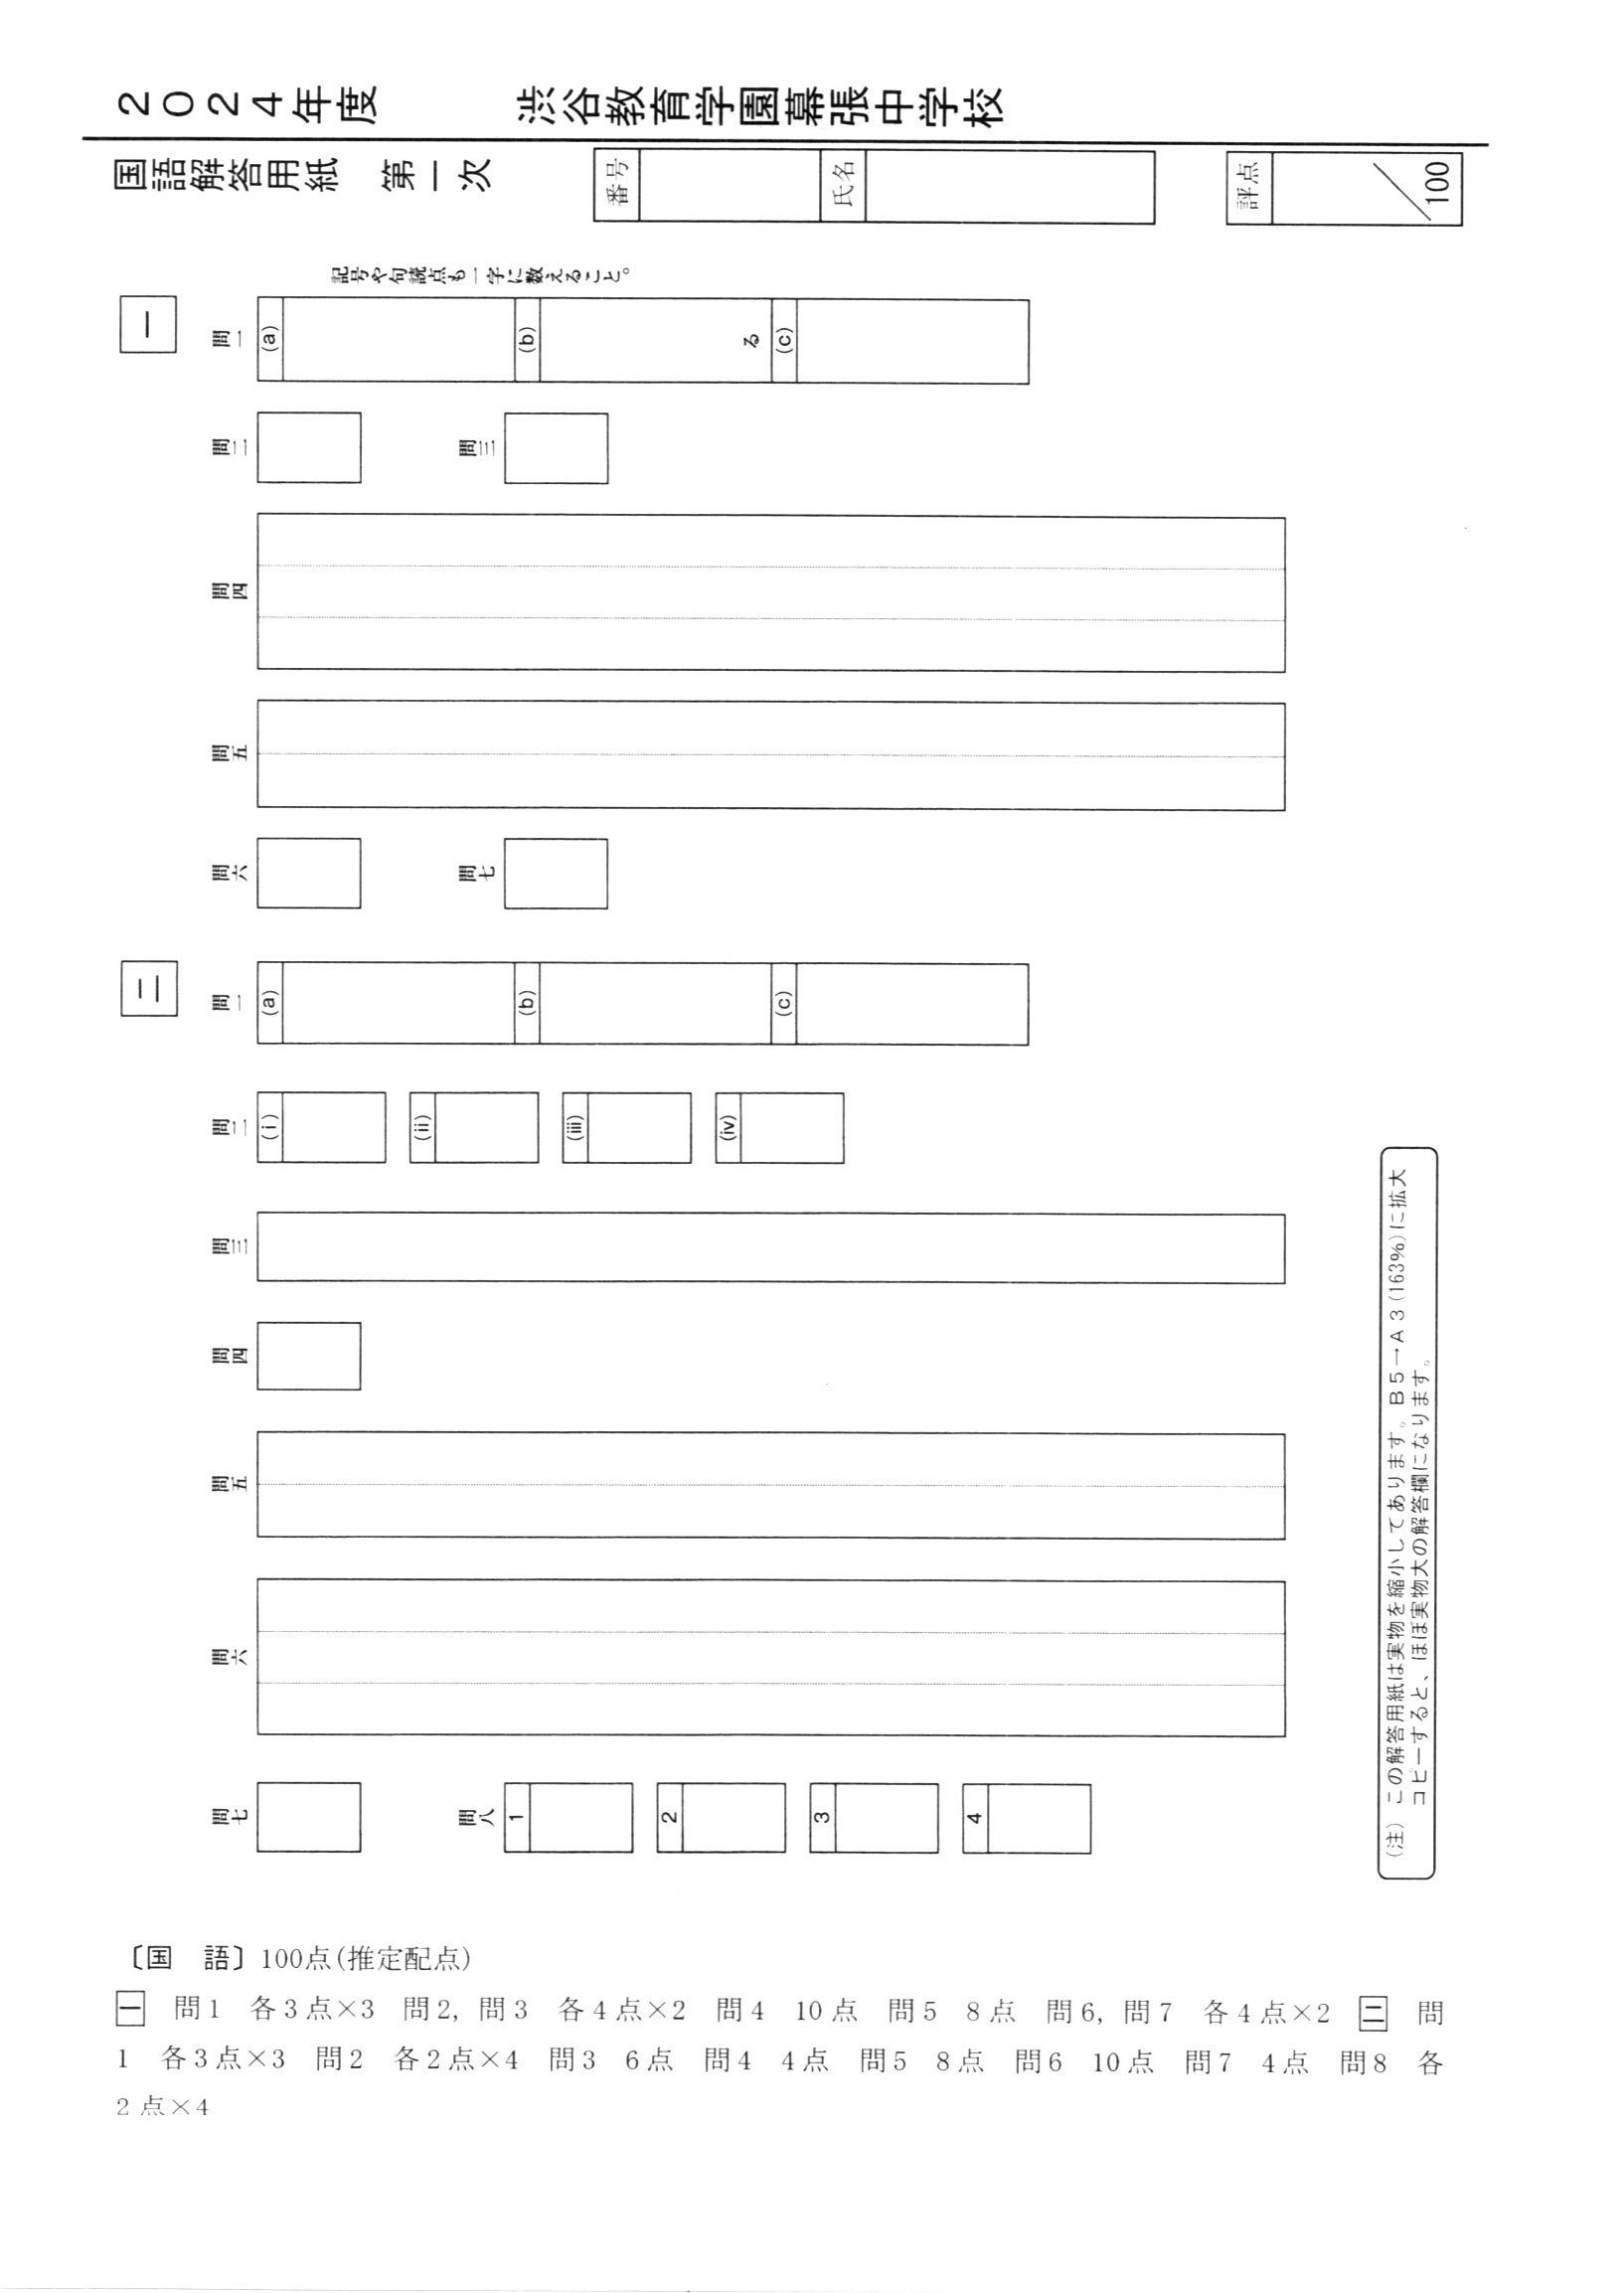 2024年度　渋谷教育学園幕張中学校
国語解答用紙　第一次
番号
氏名
評点
／100
記号や句読点も一字に数えること。
一
問一
(a)
(b)
る
(c)
問二
問三
問四
問五
問六
問七
二
問一
(a)
(b)
(c)
問二
(i)
(ii)
(iii)
(iv)
問三
問四
問五
問六
問七
問八
1
2
3
4
（注）この解答用紙は実物を縮小してあります。B5→A3（163％）に拡大
コピーすると、ほぼ実物大の解答欄になります。
〔国　語〕100点（推定配点）
一　問1　各3点×3　問2，問3　各4点×2　問4　10点　問5　8点　問6，問7　各4点×2　二　問
1　各3点×3　問2　各2点×4　問3　6点　問4　4点　問5　8点　問6　10点　問7　4点　問8　各
2点×4